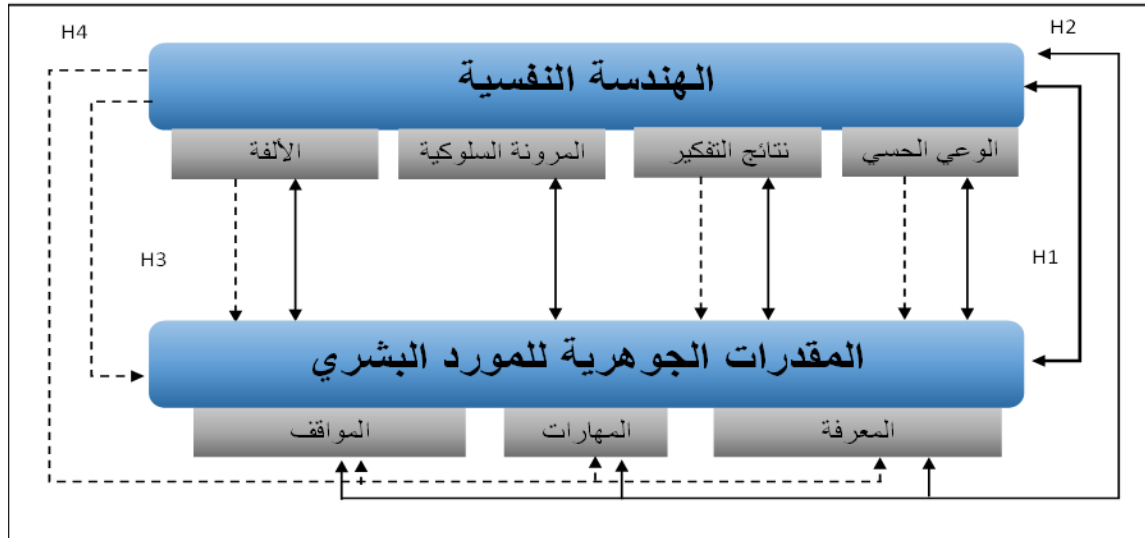 H4
H2
الهندسة النفسية
الوعي الحسي
نتائج التفكير
المرونة السلوكية
الألفة
H3
H1
المقدرات الجوهرية للمورد البشري
المعرفة
المهارات
المواقف